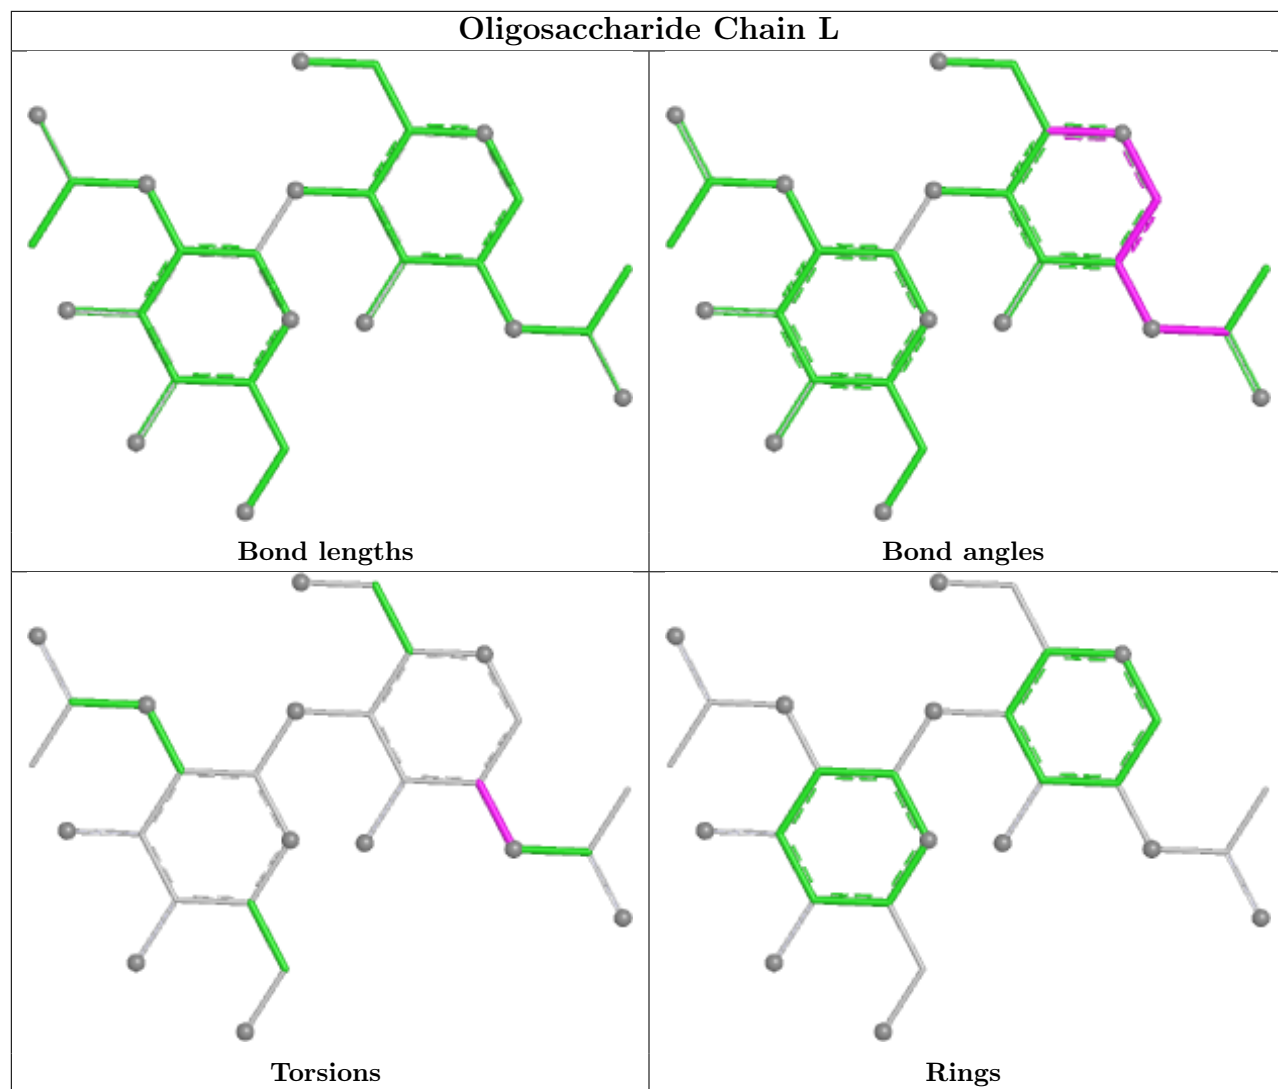 Oligosaccharide Chain L
Bond lengths
Bond angles
Torsions
Rings